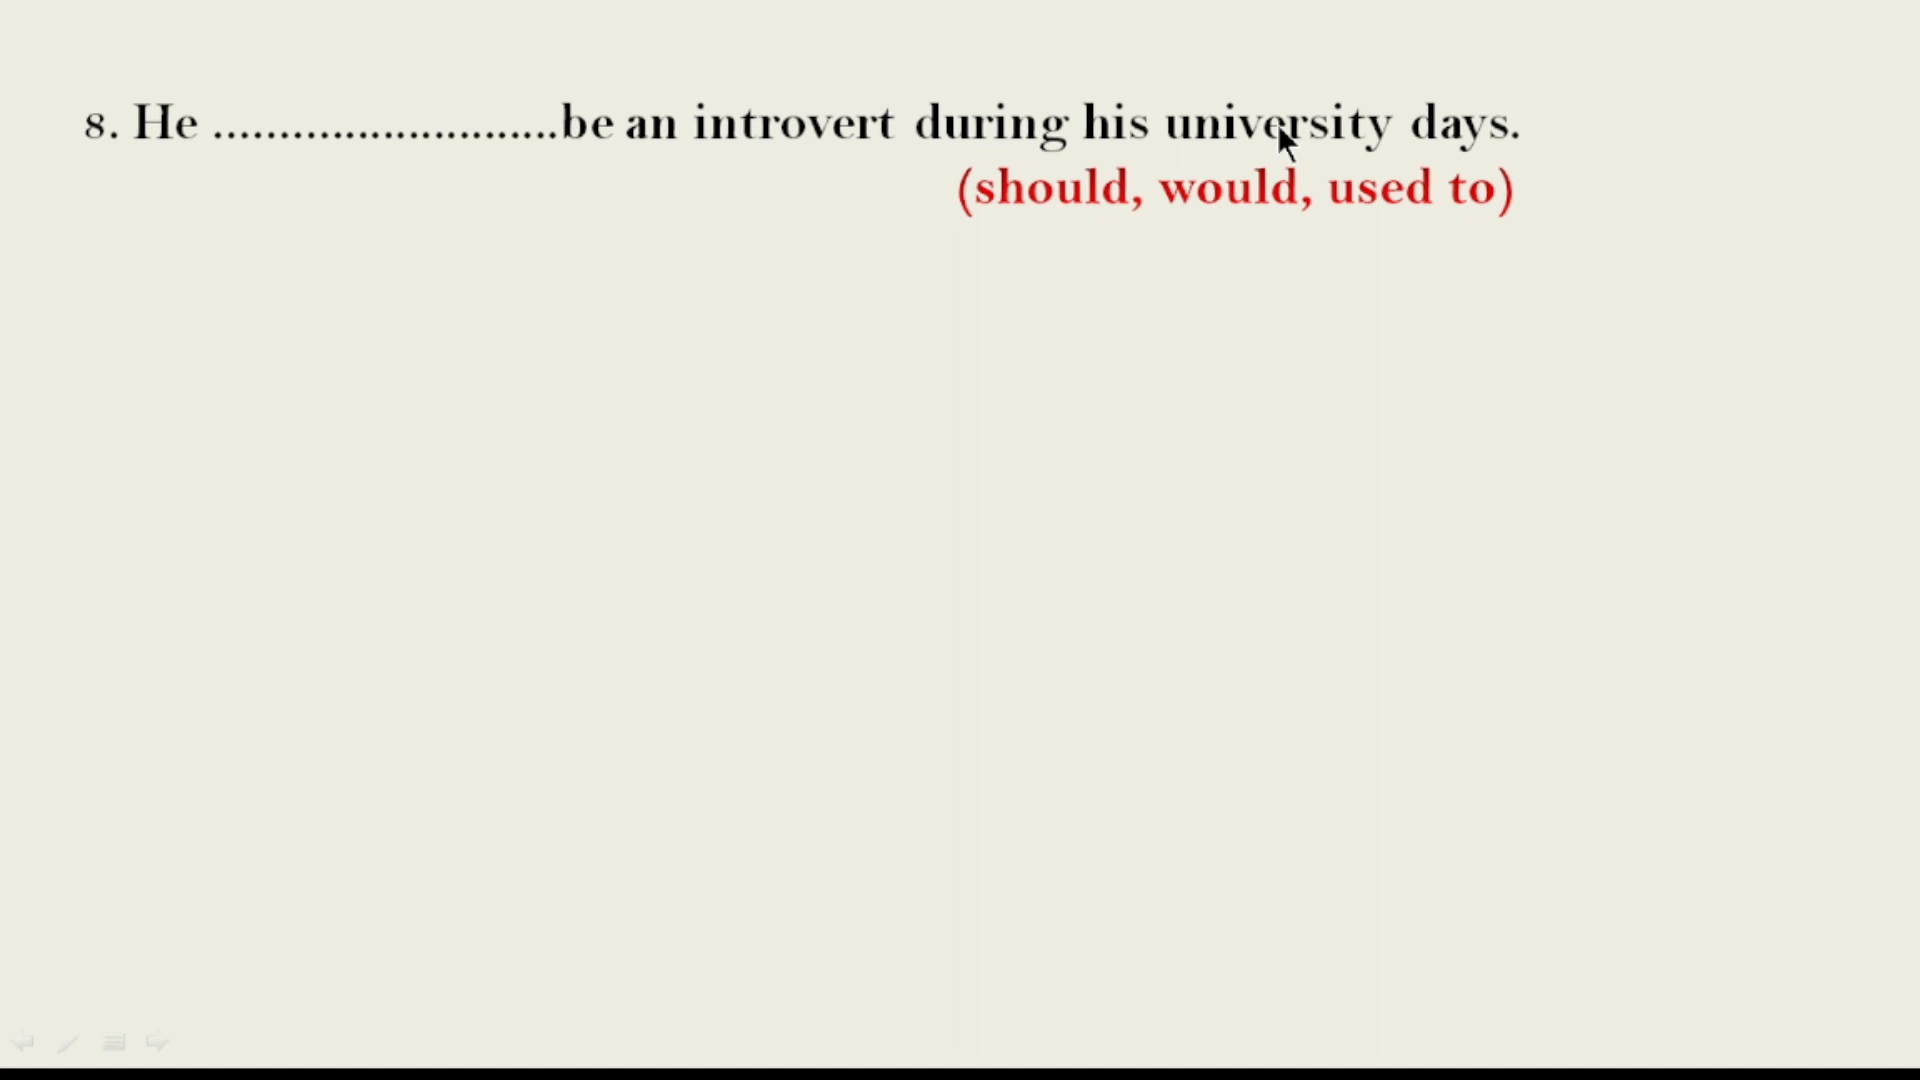 8. He ...........................be an introvert during his university days.
(should, would, used to)